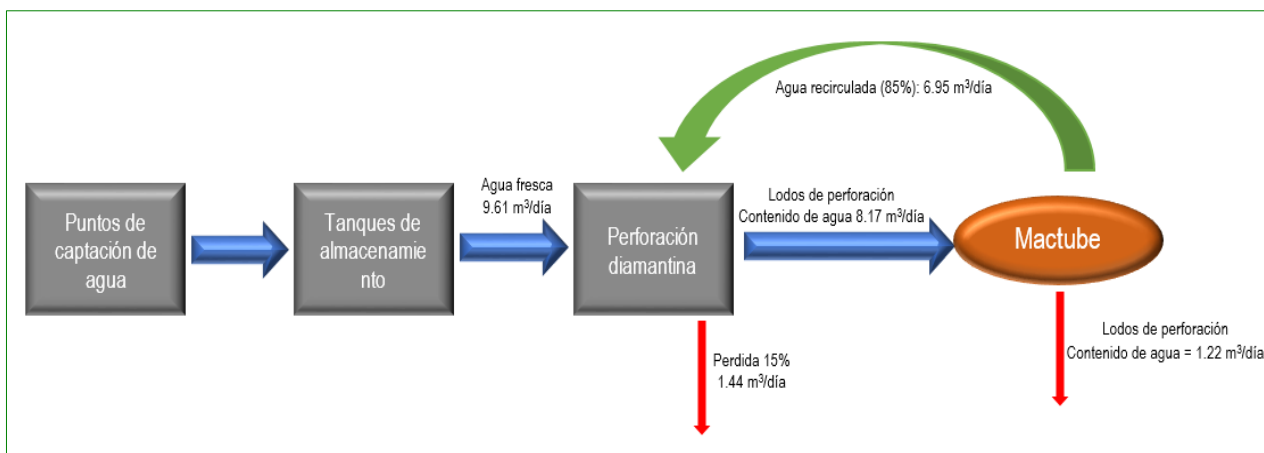 Agua recirculada (85%): 6.95 m³/día
Puntos de
captación de
agua
Tanques de
almacenamie
nto
Agua fresca
9.61 m³/día
Perforación
diamantina
Lodos de perforación
Contenido de agua 8.17 m³/día
Mactube
Perdida 15%
1.44 m³/día
Lodos de perforación
Contenido de agua = 1.22 m³/día